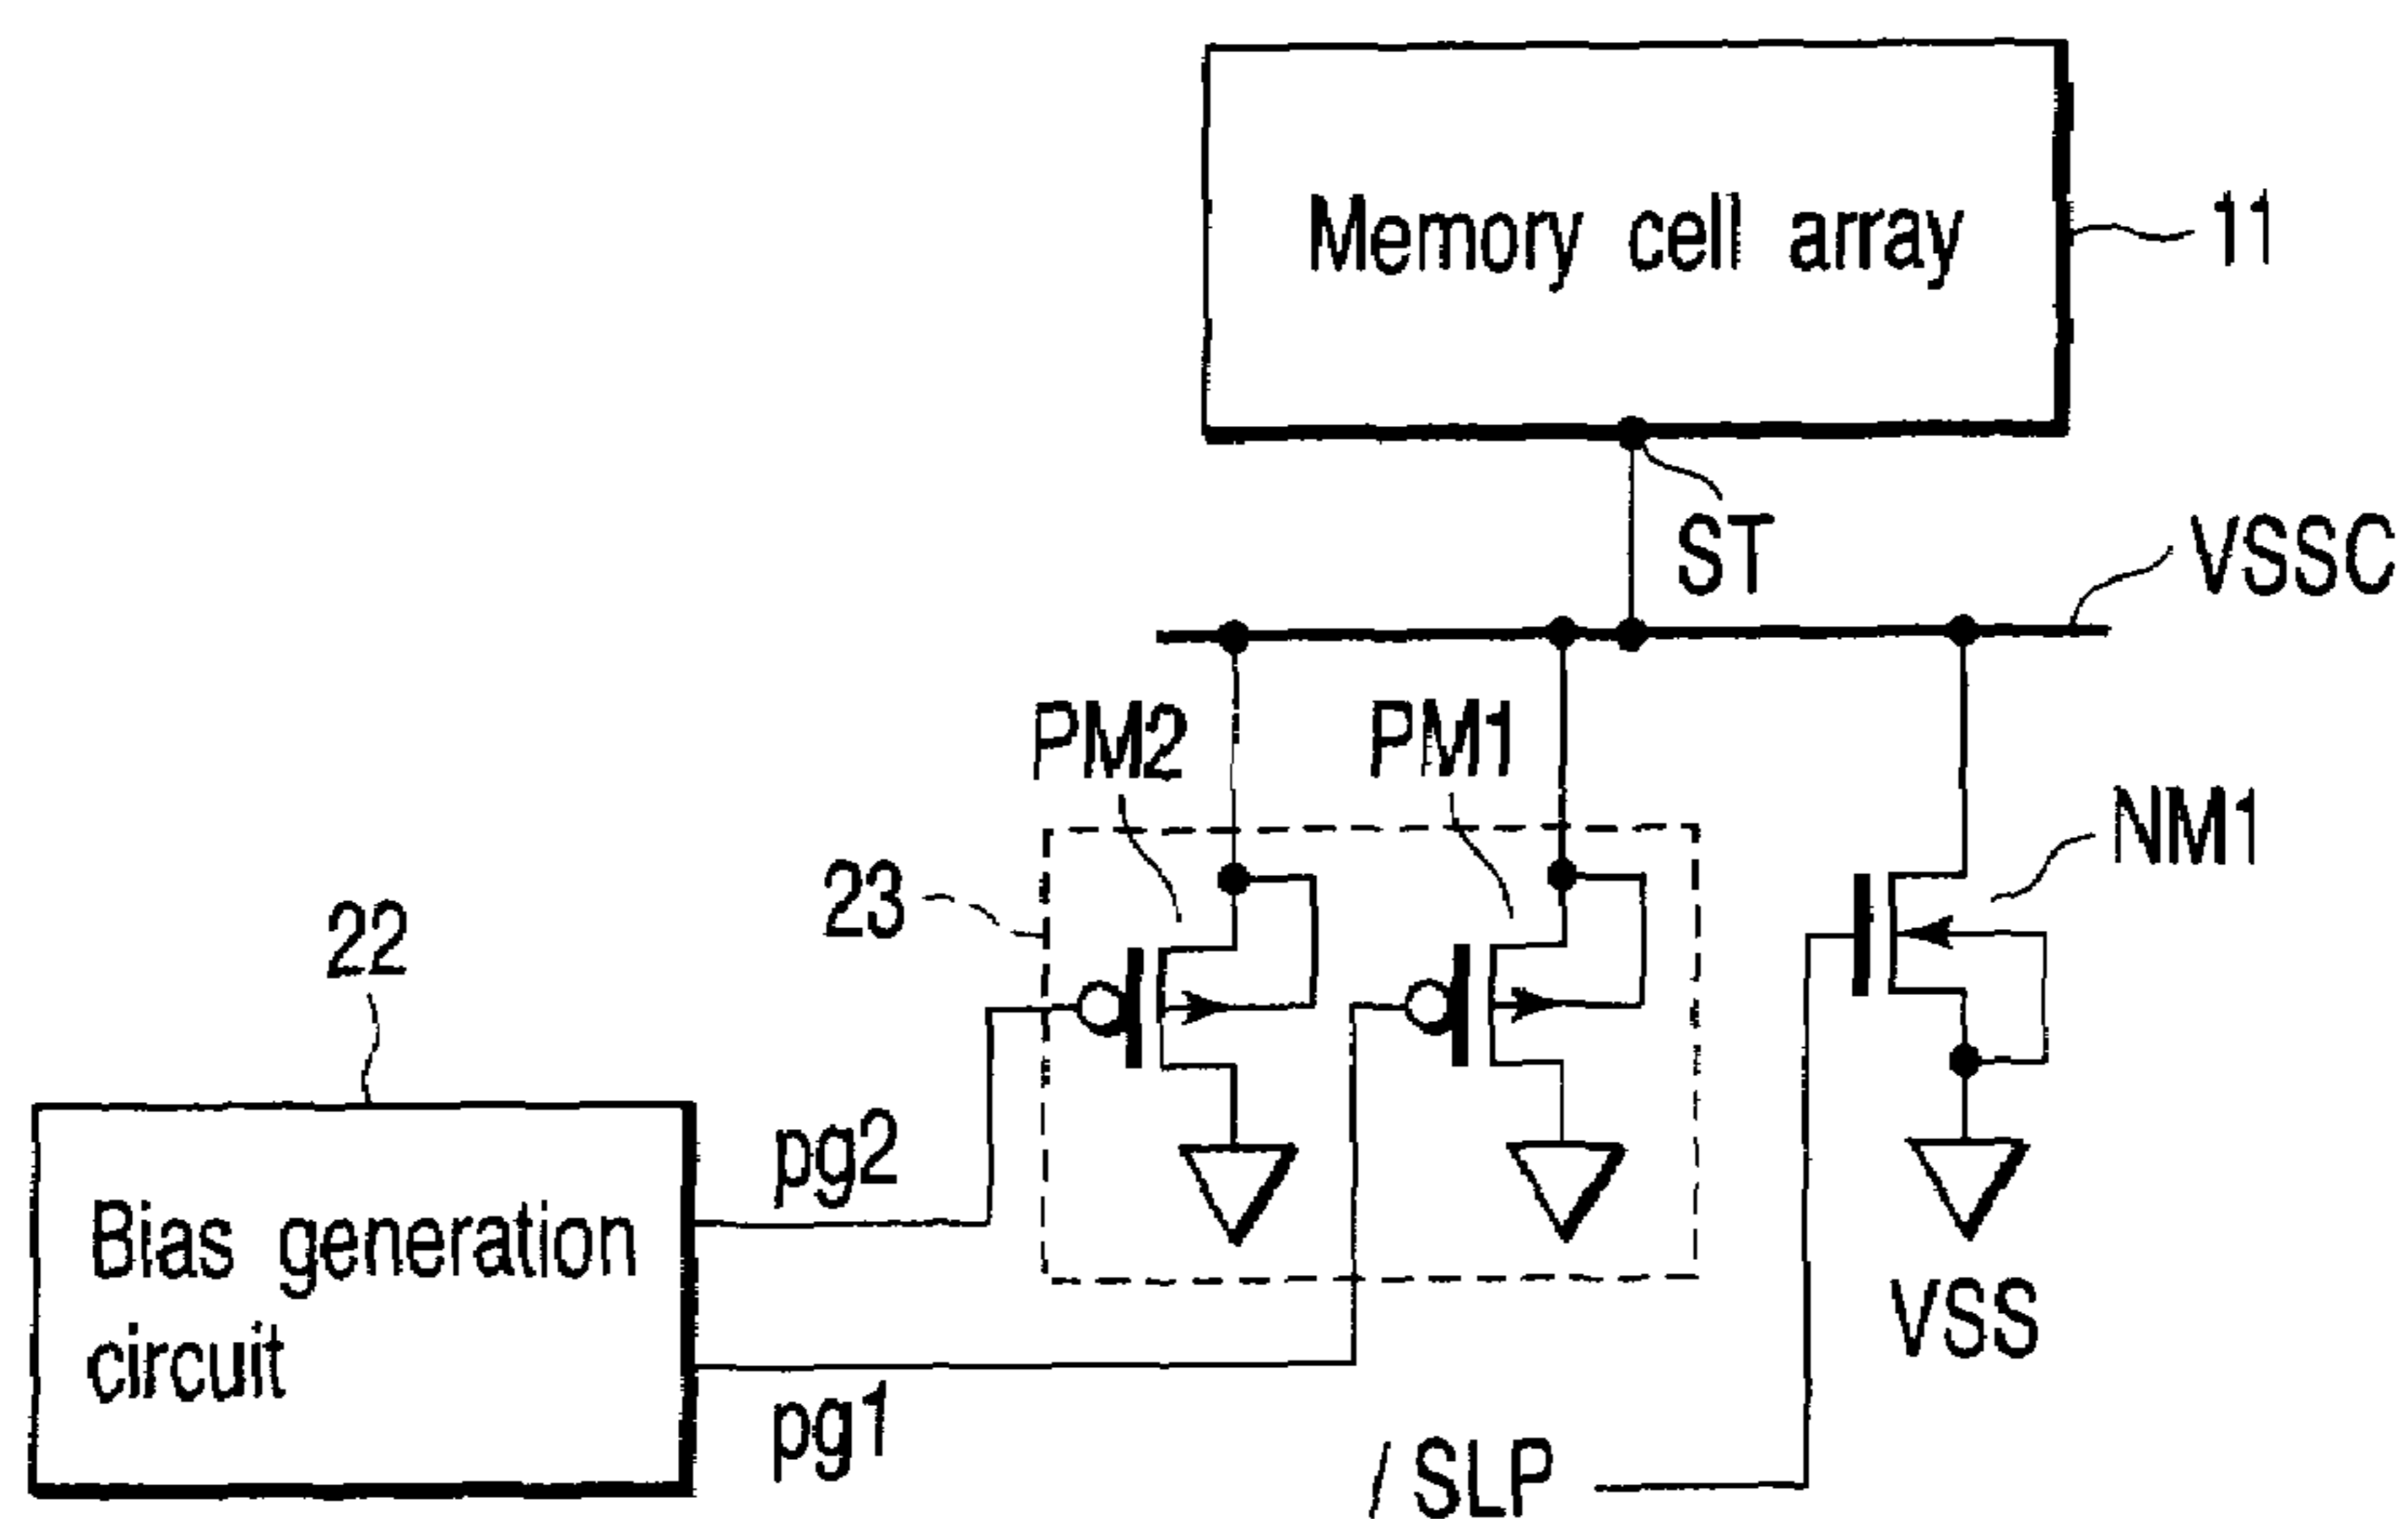 Memory cell array
11
ST
VSSC
PM2
PM1
NM1
23
22
Bias generation
circuit
pg2
pg1
VSS
/ SLP